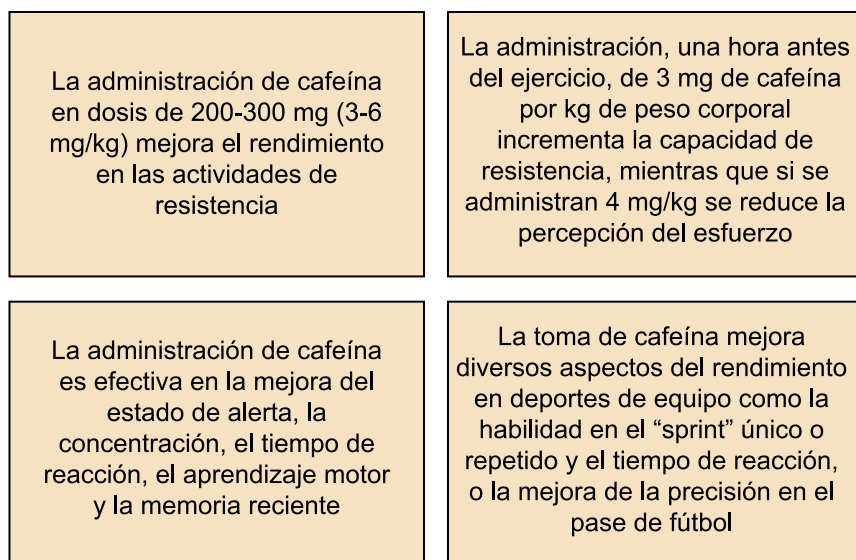 La administración de cafeína
en dosis de 200-300 mg (3-6
mg/kg) mejora el rendimiento
en las actividades de
resistencia
La administración, una hora antes
del ejercicio, de 3 mg de cafeína
por kg de peso corporal
incrementa la capacidad de
resistencia, mientras que si se
administran 4 mg/kg se reduce la
percepción del esfuerzo
La administración de cafeína
es efectiva en la mejora del
estado de alerta, la
concentración, el tiempo de
reacción, el aprendizaje motor
y la memoria reciente
La toma de cafeína mejora
diversos aspectos del rendimiento
en deportes de equipo como la
habilidad en el “sprint” único o
repetido y el tiempo de reacción,
o la mejora de la precisión en el
pase de fútbol